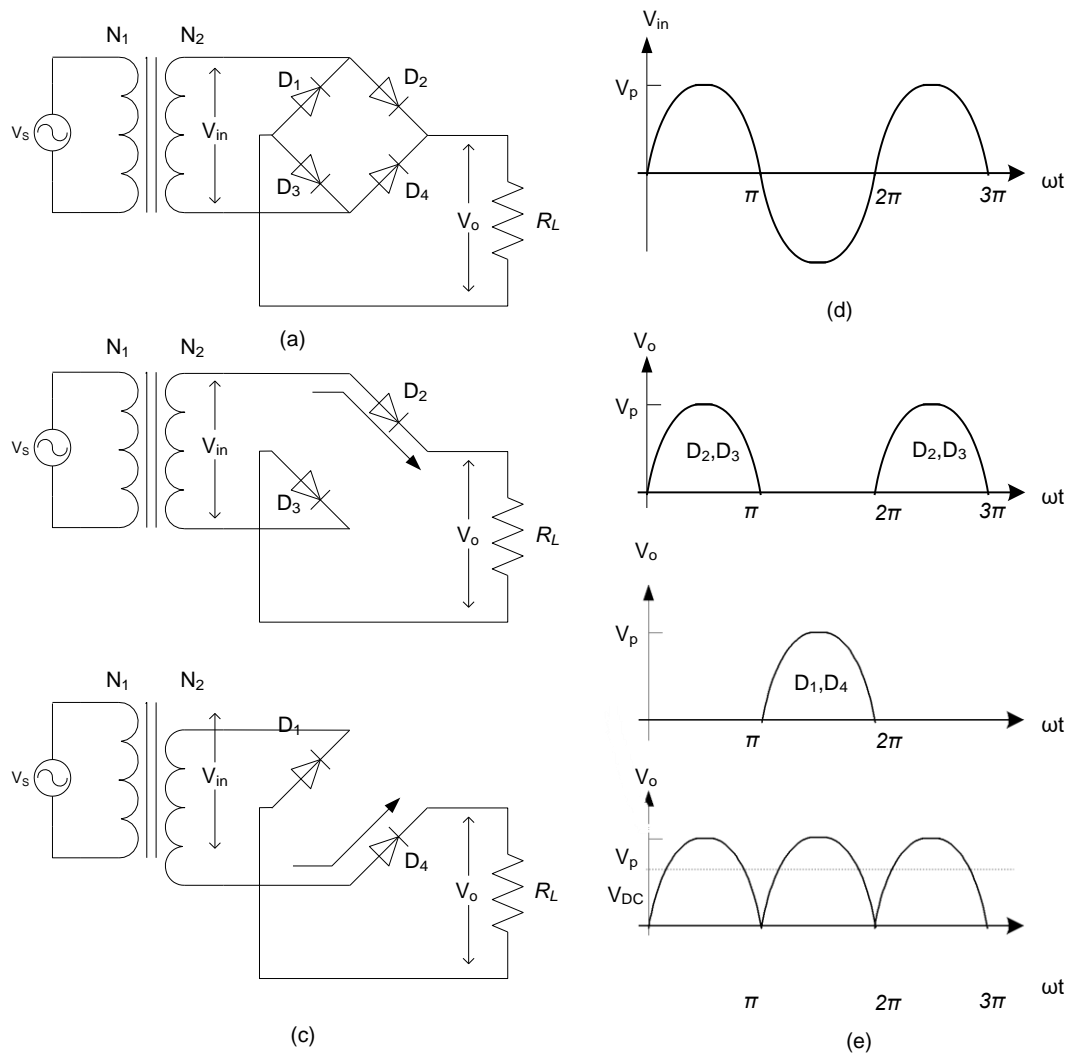 N1 N2
D1 D2
Vs Vin
D3 D4
Vo RL
(a)
N1 N2
D2
Vs Vin
D3
Vo RL
N1 N2
D1
Vs Vin
D4
Vo RL
(c)
Vin
Vp
π 2π 3π ωt
(d)
Vo
Vp
D2,D3 D2,D3
π 2π 3π ωt
Vo
Vp
D1,D4
π 2π
Vo
Vp
VDC
π 2π 3π ωt
(e)